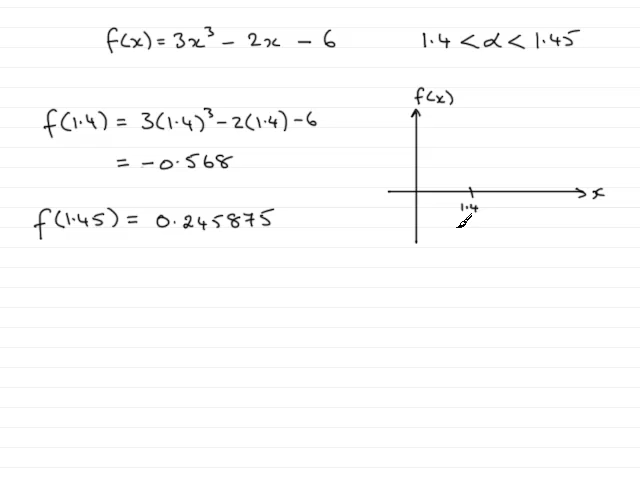 f(x) = 3x³ - 2x - 6 1.4 < α < 1.45
f(1.4) = 3(1.4)³ - 2(1.4) - 6
= -0.568
f(1.45) = 0.245875
f(x)
x
1.4